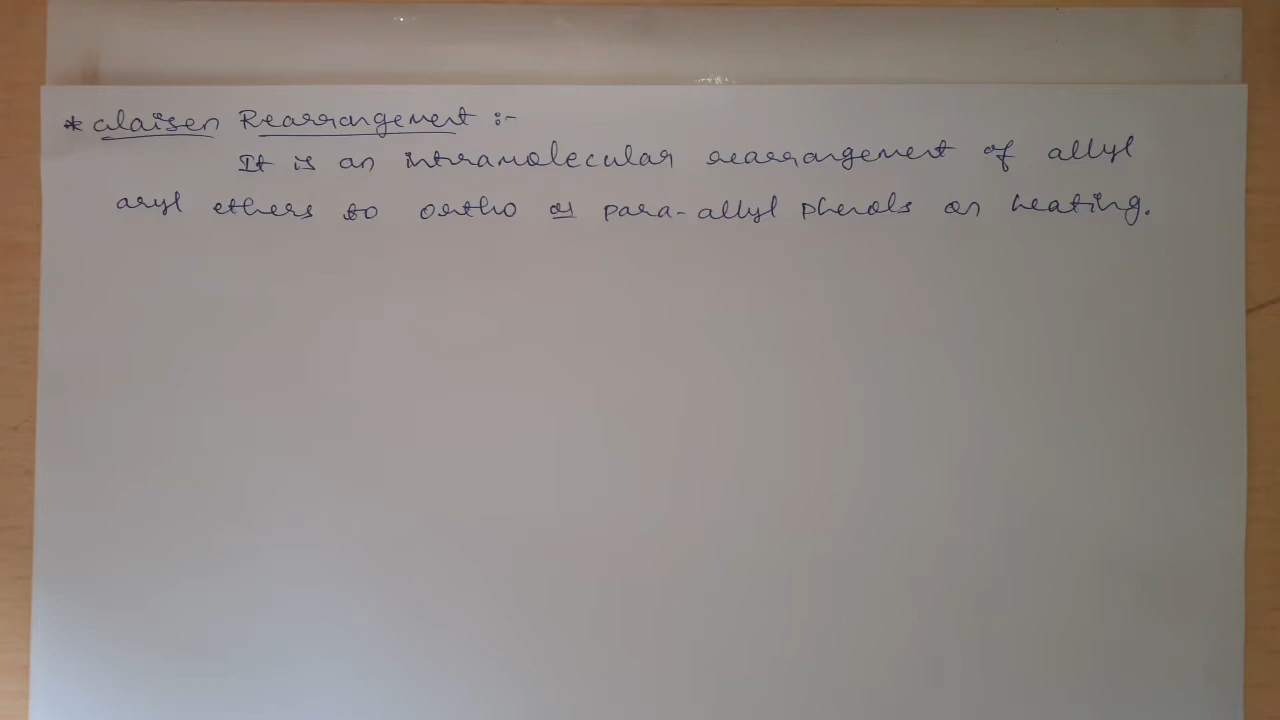 * Claisen Rearrangement :-
It is an intramolecular rearrangement of allyl
aryl ethers to ortho or para-allyl phenols on heating.